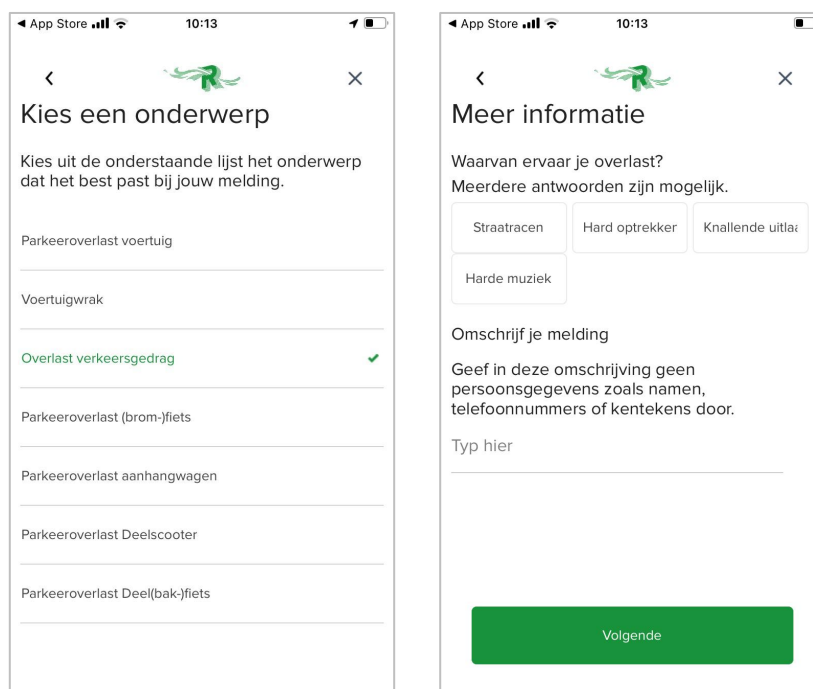 ◄ App Store 10:13
R
Kies een onderwerp
Kies uit de onderstaande lijst het onderwerp
dat het best past bij jouw melding.
Parkeeroverlast voertuig
Voertuigwrak
Overlast verkeersgedrag
Parkeeroverlast (brom-)fiets
Parkeeroverlast aanhangwagen
Parkeeroverlast Deelscooter
Parkeeroverlast Deel(bak-)fiets
◄ App Store 10:13
R
Meer informatie
Waarvan ervaar je overlast?
Meerdere antwoorden zijn mogelijk.
Straatracen Hard optrekker Knallende uitlaa
Harde muziek
Omschrijf je melding
Geef in deze omschrijving geen
persoonsgegevens zoals namen,
telefoonnummers of kentekens door.
Typ hier
Volgende